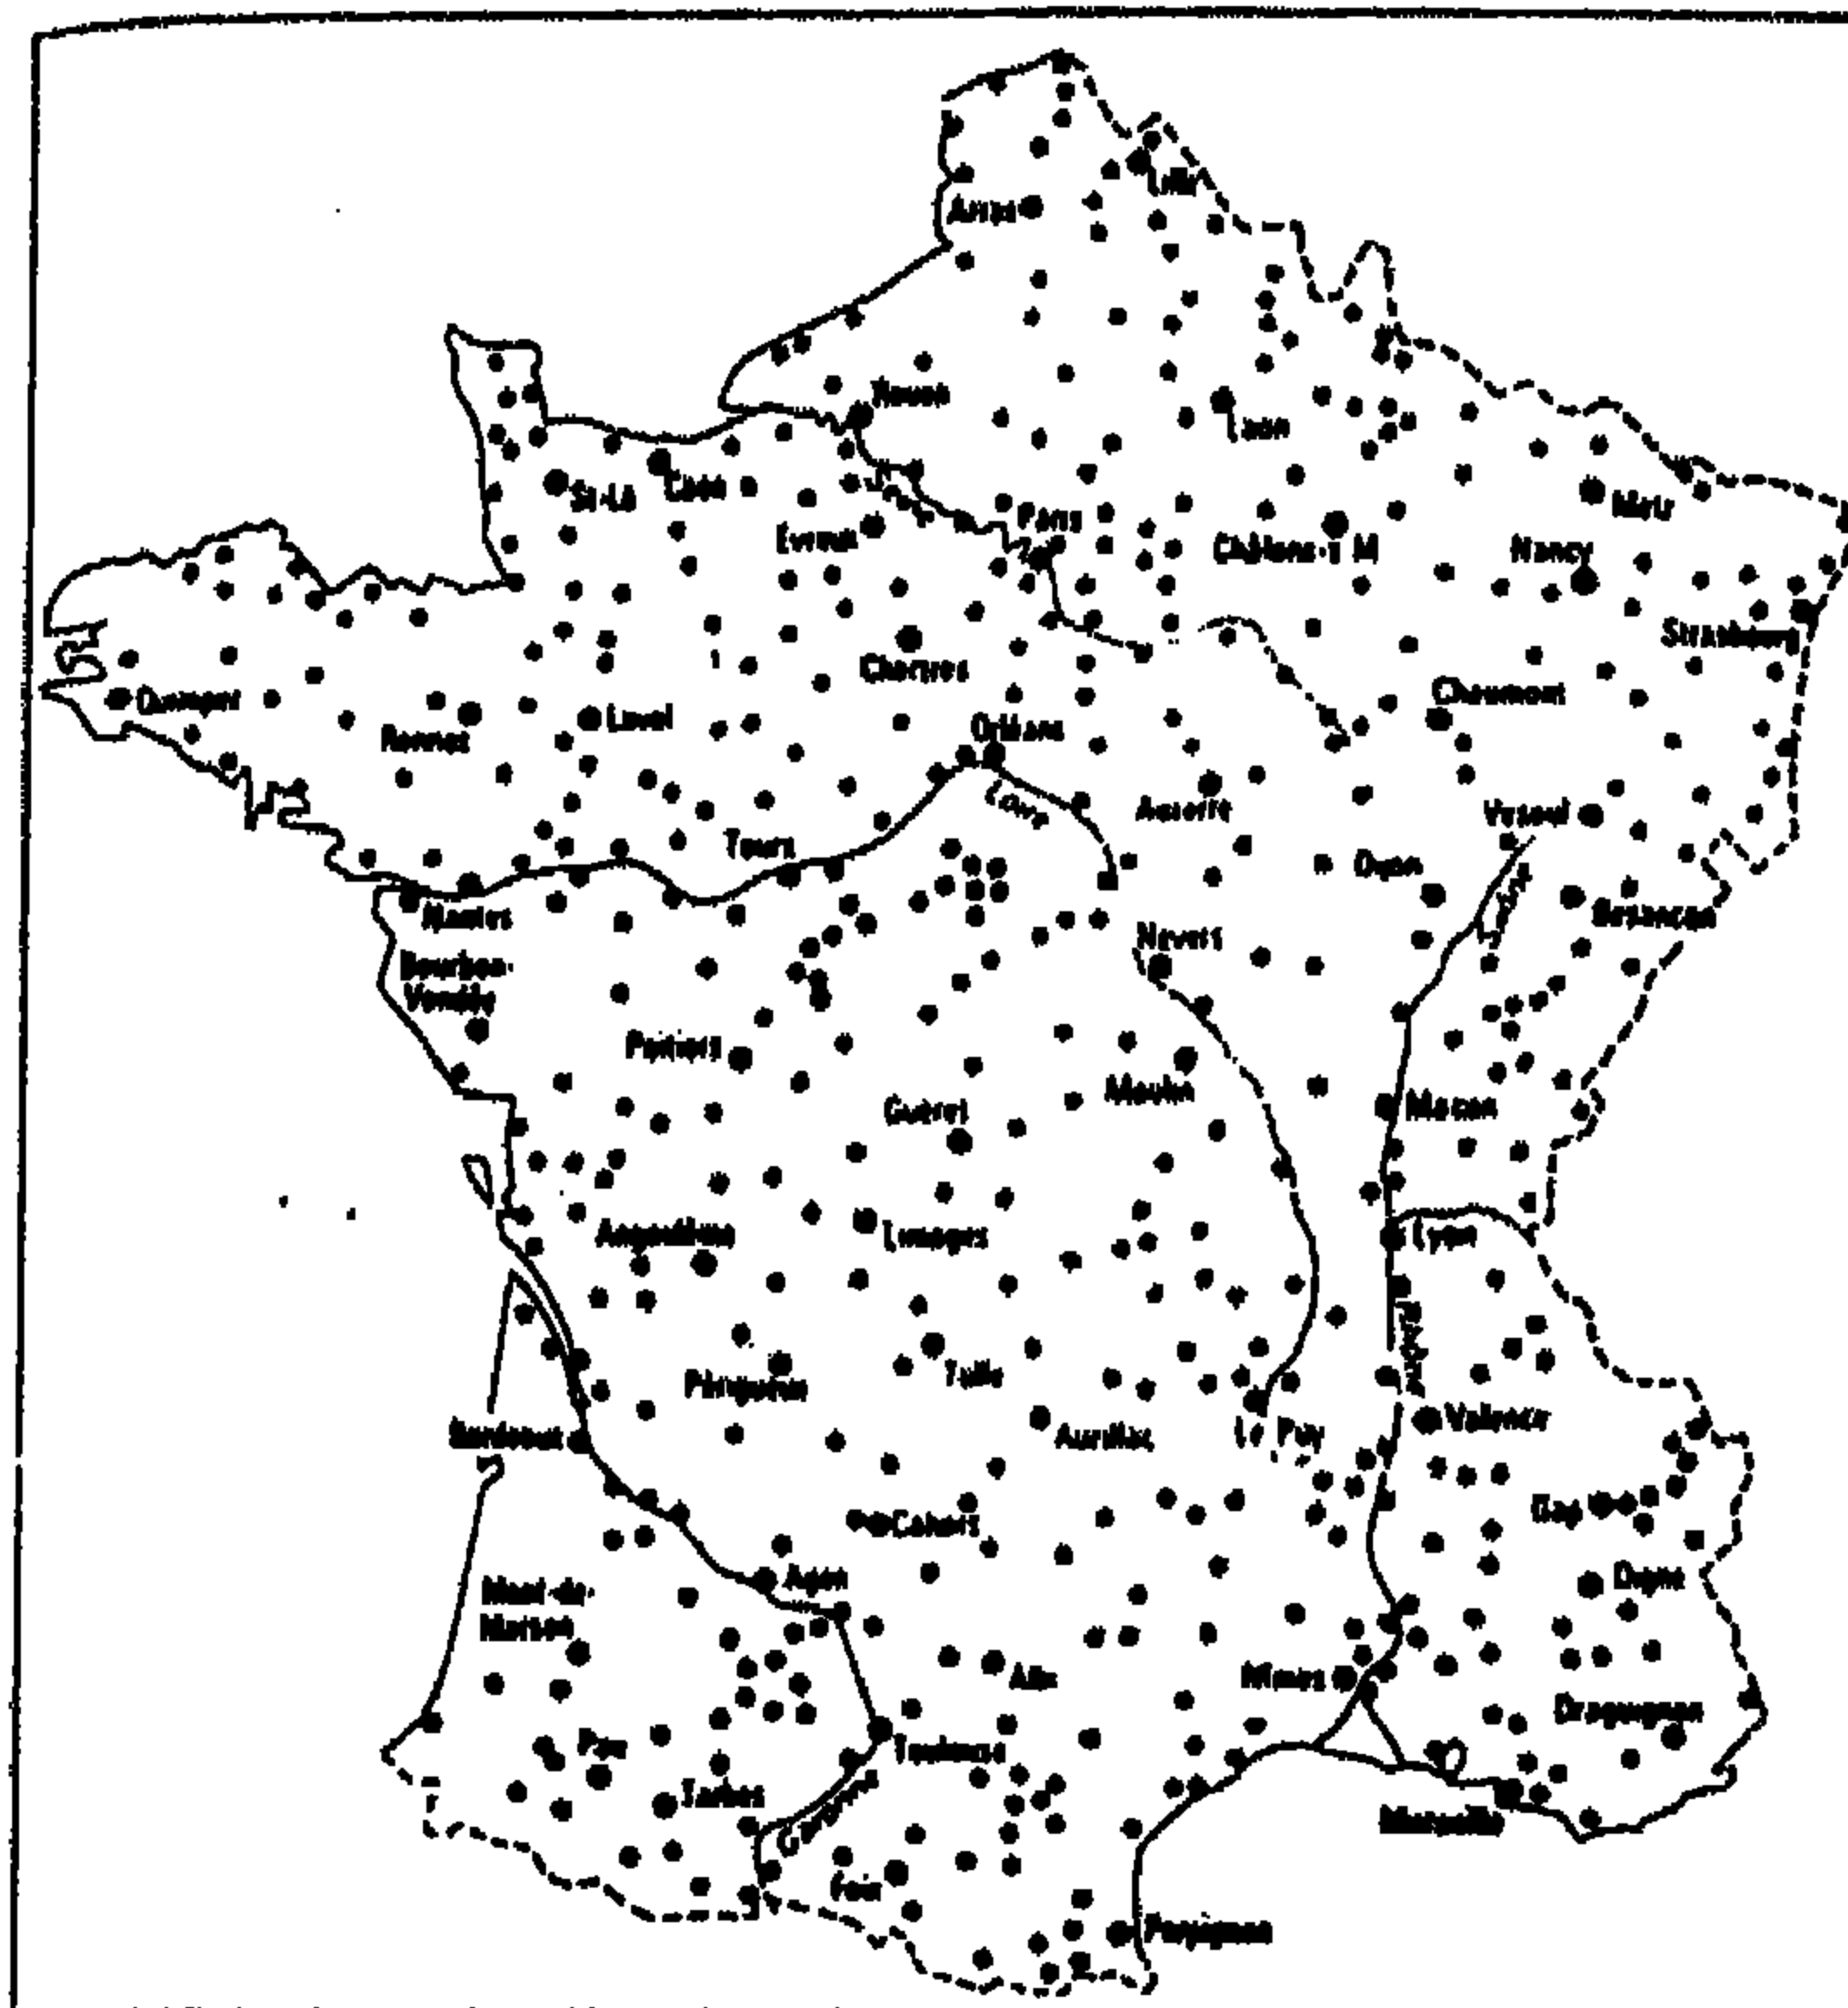 Lille
Arras
Rouen
Laon
St-Lô
Caen
Metz
Evreux
Paris
Châlons-s M
Nancy
Strasbourg
Chartres
Chaumont
Quimper
Laval
Rennes
Orléans
Loire
Auxerre
Vesoul
Tours
Dijon
Nantes
Besançon
Nevers
Bourbon-
Vendée
Poitiers
Moulins
Guéret
Macon
Angoulême
Limoges
Lyon
Périgueux
Tulle
Valence
Bordeaux
Aurillac
Le Puy
Cahors
Gap
Agen
Digne
Mont-de-
Marsan
Albi
Nimes
Draguignan
Pau
Toulouse
Tarbes
Garonne
Marseille
Foix
Perpignan